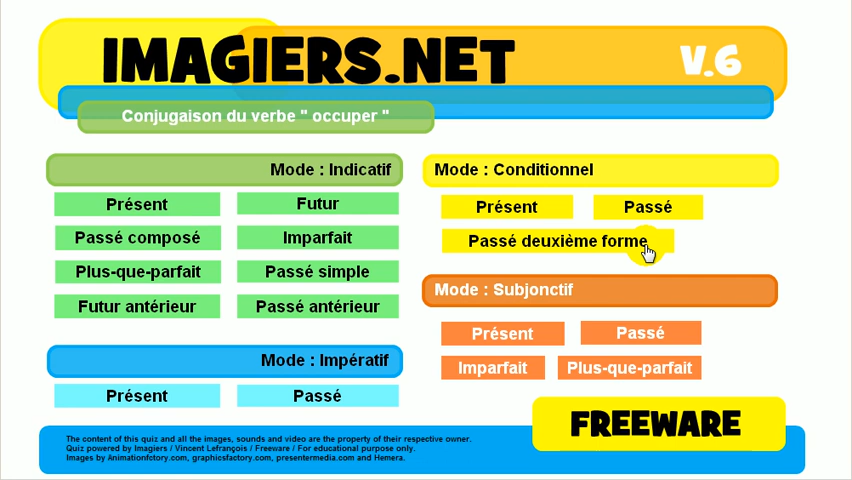 IMAGIERS.NET
V.6
Conjugaison du verbe " occuper "
Mode : Indicatif
Présent
Futur
Passé composé
Imparfait
Plus-que-parfait
Passé simple
Futur antérieur
Passé antérieur
Mode : Impératif
Présent
Passé
Mode : Conditionnel
Présent
Passé
Passé deuxième forme
Mode : Subjonctif
Présent
Passé
Imparfait
Plus-que-parfait
FREEWARE
The content of this quiz and all the images, sounds and video are the property of their respective owner.
Quiz powered by Imagiers / Vincent Lefrançois / Freeware / For educational purpose only.
Images by Animationfctory.com, graphicsfactory.com, presentermedia.com and Hemera.